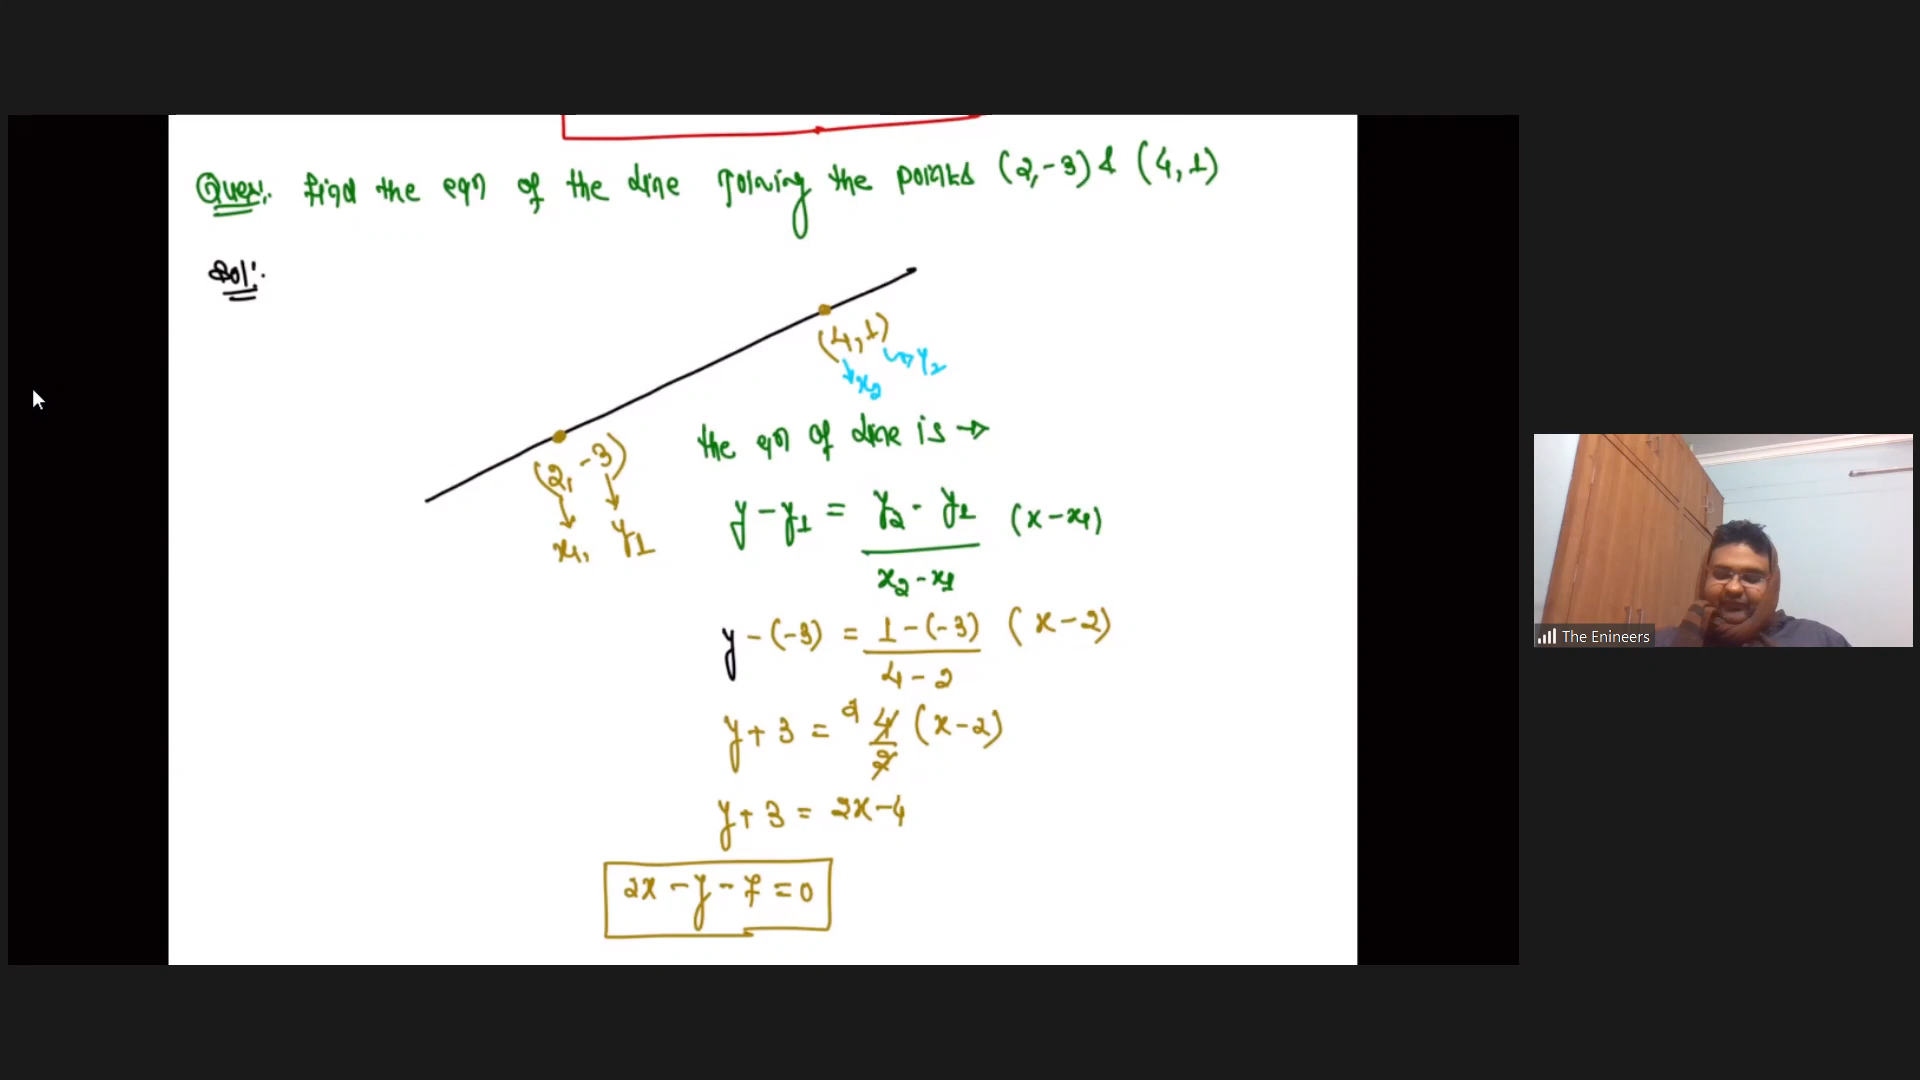 Ques:. find the eqn of the line joining the points (2,-3) & (4,1)
Sol:.
(4,1)
y2
x2
(2, -3)
x1, y1
the eqn of line is →
y - y1 = y2 - y1 / x2 - x1 (x - x1)
y - (-3) = 1 - (-3) / 4 - 2 (x - 2)
y + 3 = 2 4/2 (x - 2)
y + 3 = 2x - 4
2x - y - 7 = 0
The Enineers